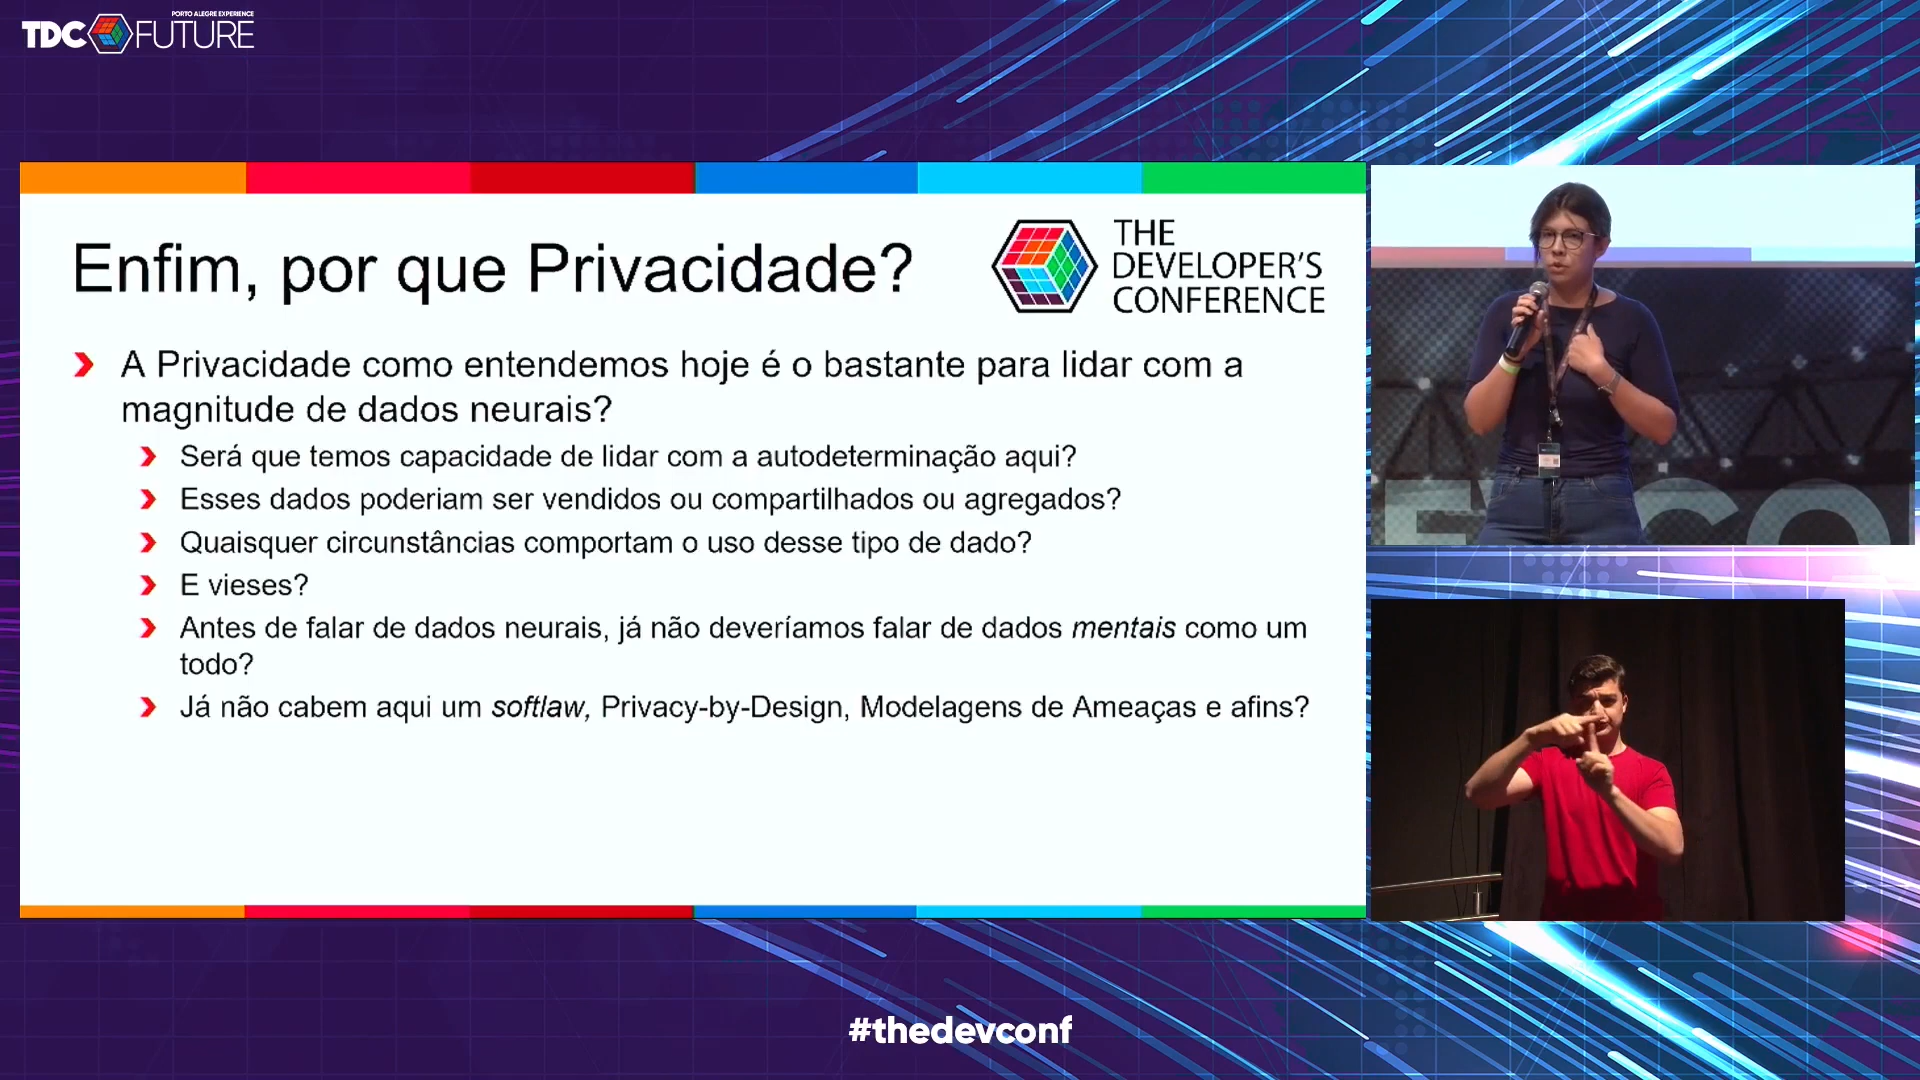 PORTO ALEGRE EXPERIENCE
TDC FUTURE
Enfim, por que Privacidade?
THE
DEVELOPER'S
CONFERENCE
A Privacidade como entendemos hoje é o bastante para lidar com a
magnitude de dados neurais?
Será que temos capacidade de lidar com a autodeterminação aqui?
Esses dados poderiam ser vendidos ou compartilhados ou agregados?
Quaisquer circunstâncias comportam o uso desse tipo de dado?
E vieses?
Antes de falar de dados neurais, já não deveríamos falar de dados mentais como um
todo?
Já não cabem aqui um softlaw, Privacy-by-Design, Modelagens de Ameaças e afins?
EVCO
#thedevconf